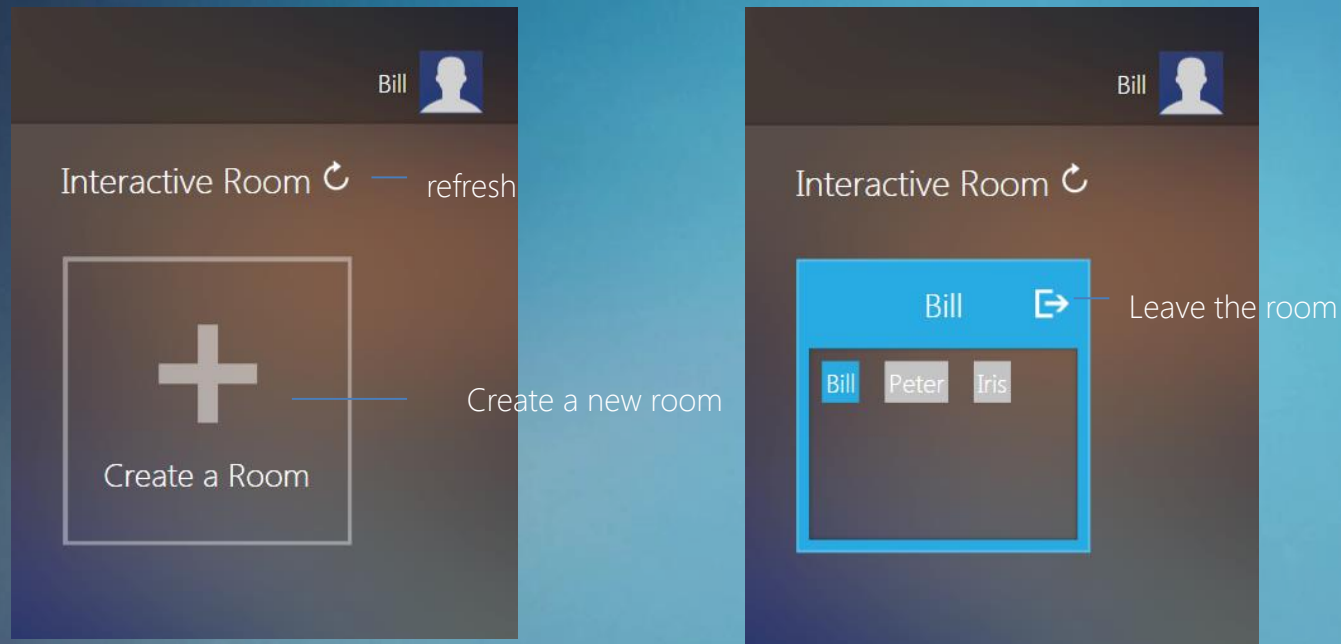 Bill
Interactive Room
refresh
Create a new room
Create a Room
Bill
Interactive Room
Bill
Leave the room
Bill Peter Iris